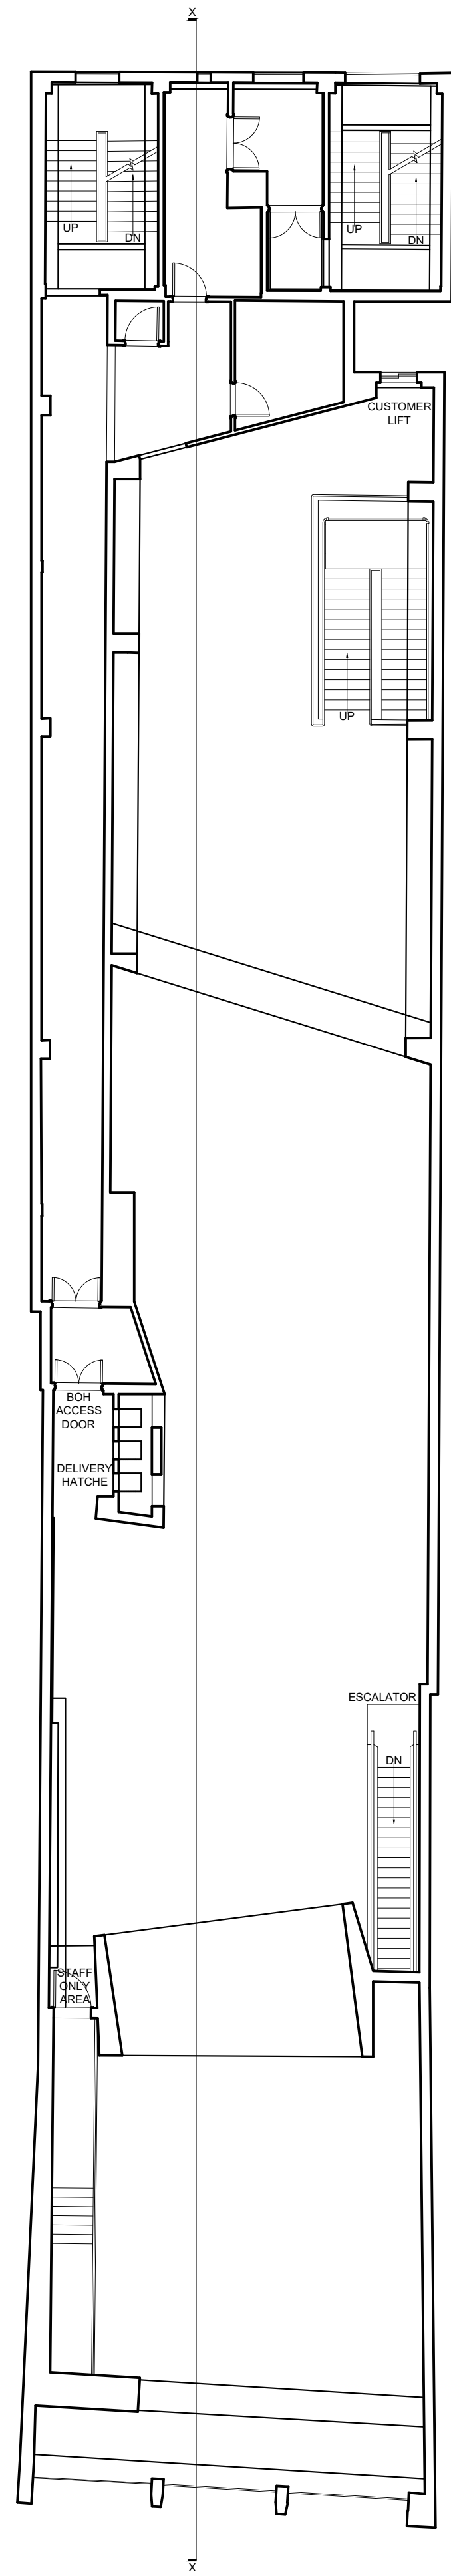 X
UP
DN
UP
DN
CUSTOMER
LIFT
UP
BOH
ACCESS
DOOR
DELIVERY
HATCHE
ESCALATOR
DN
STAFF
ONLY
AREA
X